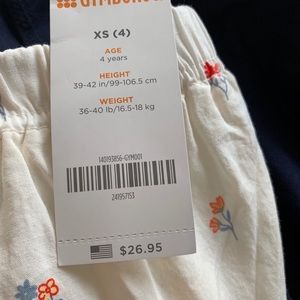 GYMBOREE
XS (4)
AGE
4 years
HEIGHT
39-42 in/99-106.5 cm
WEIGHT
36-40 lb/16.5-18 kg
140193856-GYM001
241957153
$26.95